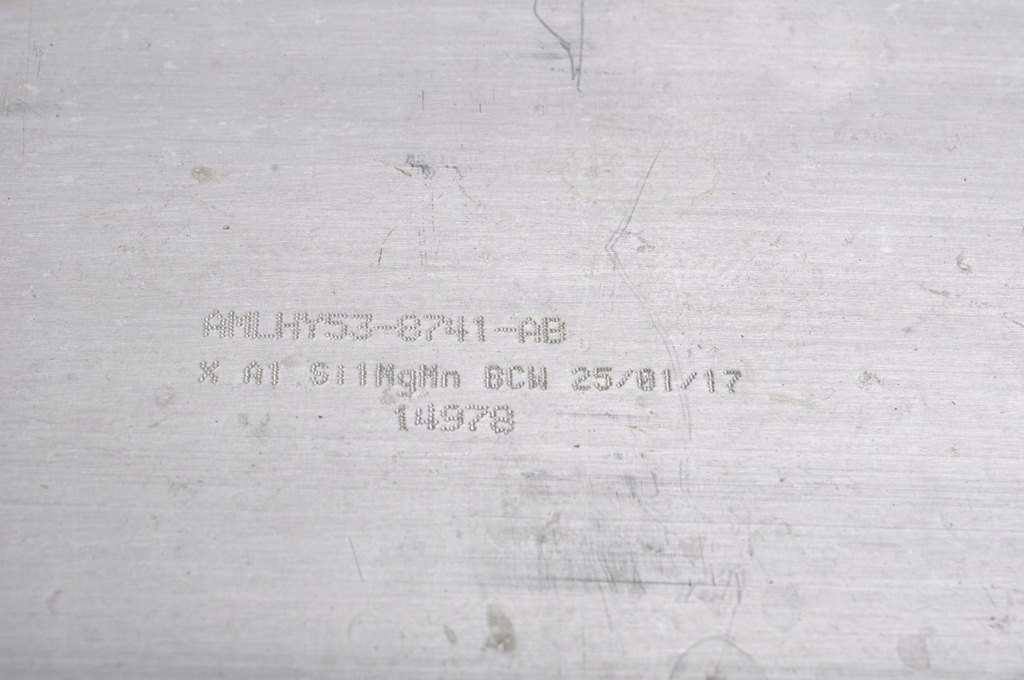 AMLHY53-8741-AB
X Al Si1MgMn BCW 25/01/17
14978